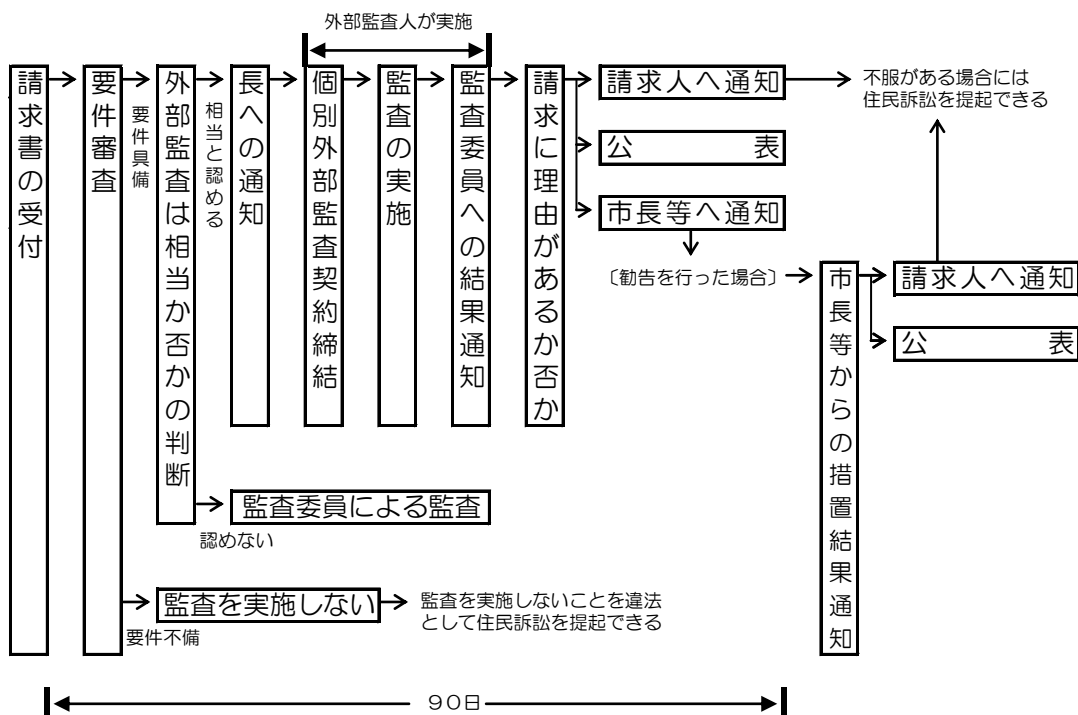 外部監査人が実施
請求書の受付
要件審査
要件具備
外部監査は相当か否かの判断
相当と認める
長への通知
個別外部監査契約締結
監査の実施
監査委員への結果通知
請求に理由があるか否か
請求人へ通知
不服がある場合には
住民訴訟を提起できる
公　　　表
市長等へ通知
〔勧告を行った場合〕
市長等からの措置結果通知
請求人へ通知
公　　　表
監査委員による監査
認めない
監査を実施しない
要件不備
監査を実施しないことを違法
として住民訴訟を提起できる
９０日